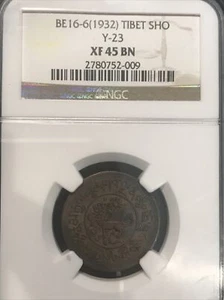 BE16-6(1932) TIBET SHO
Y-23
XF 45 BN
2780752-009
NGC